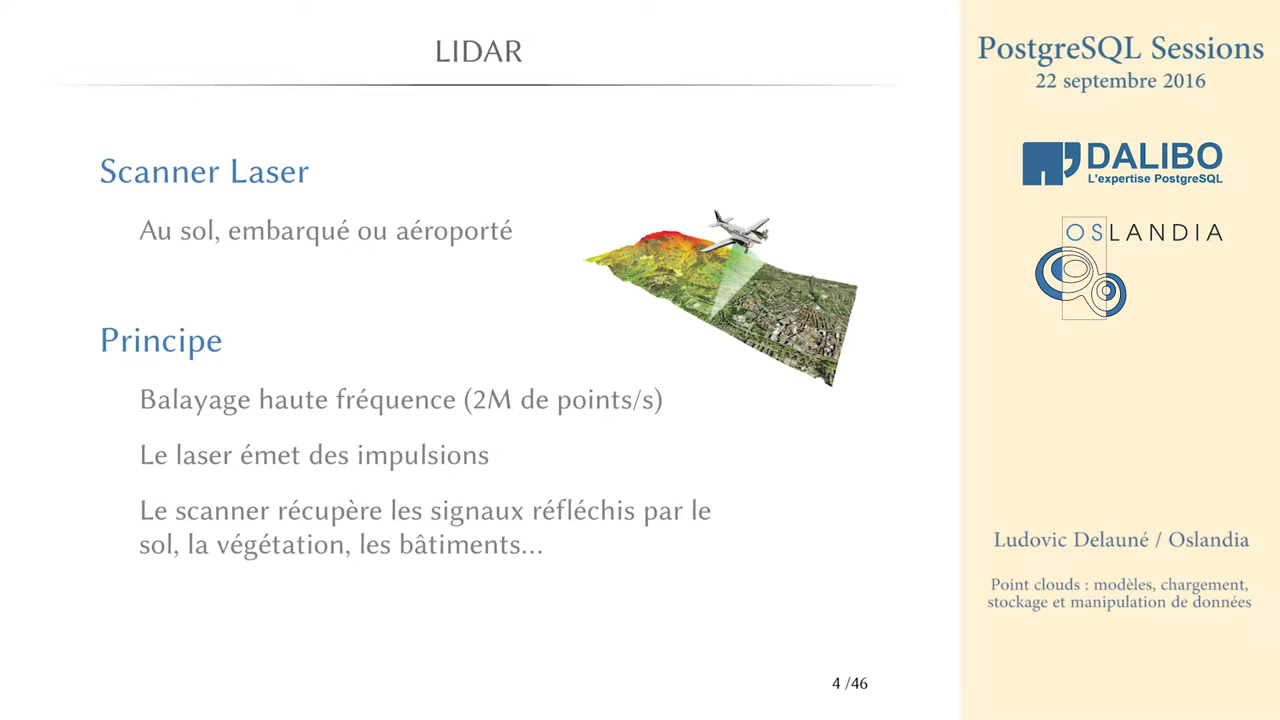 LIDAR
Scanner Laser
Au sol, embarqué ou aéroporté
Principe
Balayage haute fréquence (2M de points/s)
Le laser émet des impulsions
Le scanner récupère les signaux réfléchis par le
sol, la végétation, les bâtiments...
4 /46
PostgreSQL Sessions
22 septembre 2016
DALIBO
L'expertise PostgreSQL
OSLANDIA
Ludovic Delauné / Oslandia
Point clouds : modèles, chargement,
stockage et manipulation de données